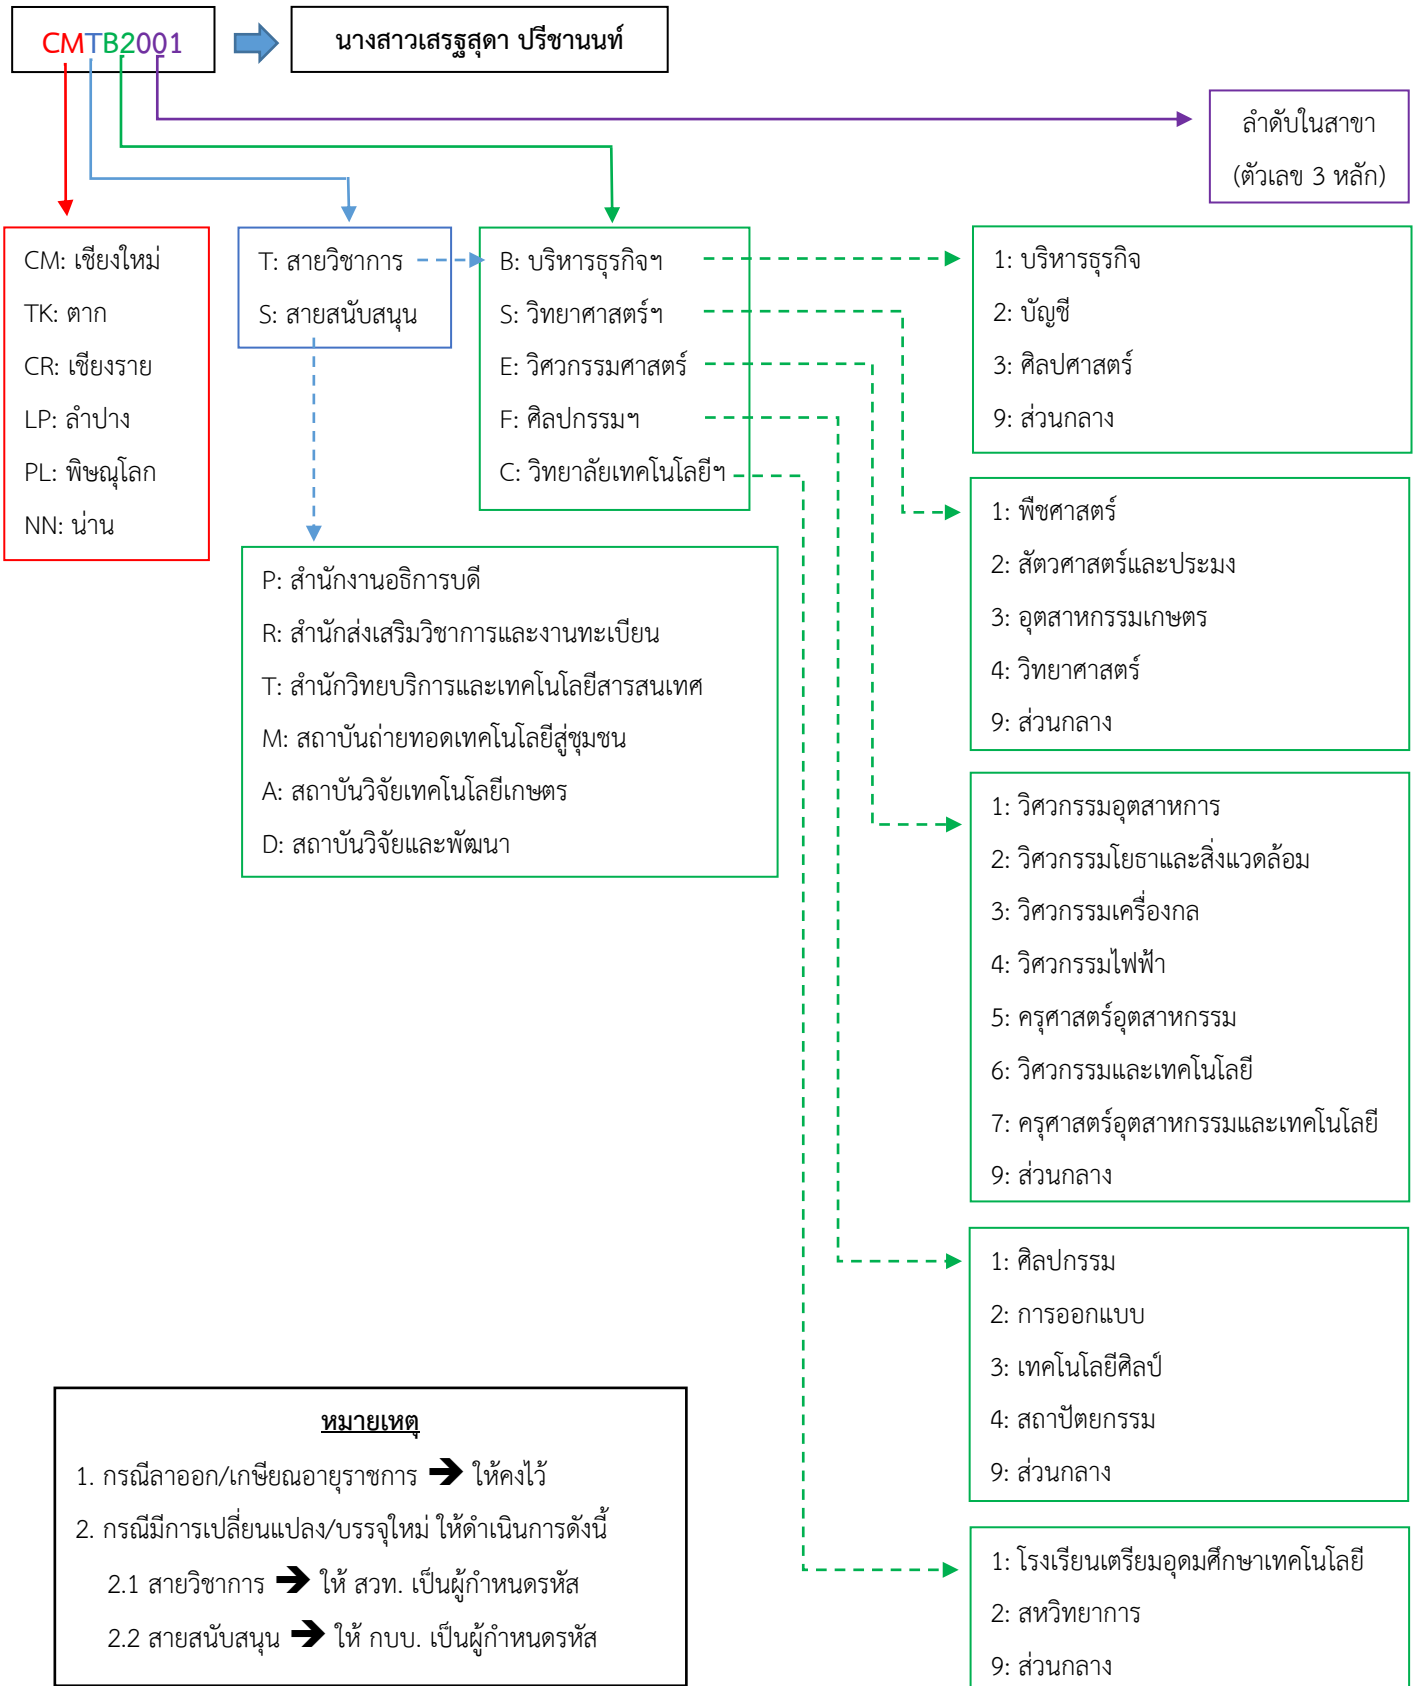 CMTB2001
นางสาวเสรฐสุดา ปรีชานนท์
ลำดับในสาขา
(ตัวเลข 3 หลัก)
CM: เชียงใหม่
TK: ตาก
CR: เชียงราย
LP: ลำปาง
PL: พิษณุโลก
NN: น่าน
T: สายวิชาการ
S: สายสนับสนุน
B: บริหารธุรกิจฯ
S: วิทยาศาสตร์ฯ
E: วิศวกรรมศาสตร์
F: ศิลปกรรมฯ
C: วิทยาลัยเทคโนโลยีฯ
1: บริหารธุรกิจ
2: บัญชี
3: ศิลปศาสตร์
9: ส่วนกลาง
1: พืชศาสตร์
2: สัตวศาสตร์และประมง
3: อุตสาหกรรมเกษตร
4: วิทยาศาสตร์
9: ส่วนกลาง
P: สำนักงานอธิการบดี
R: สำนักส่งเสริมวิชาการและงานทะเบียน
T: สำนักวิทยบริการและเทคโนโลยีสารสนเทศ
M: สถาบันถ่ายทอดเทคโนโลยีสู่ชุมชน
A: สถาบันวิจัยเทคโนโลยีเกษตร
D: สถาบันวิจัยและพัฒนา
1: วิศวกรรมอุตสาหการ
2: วิศวกรรมโยธาและสิ่งแวดล้อม
3: วิศวกรรมเครื่องกล
4: วิศวกรรมไฟฟ้า
5: ครุศาสตร์อุตสาหกรรม
6: วิศวกรรมและเทคโนโลยี
7: ครุศาสตร์อุตสาหกรรมและเทคโนโลยี
9: ส่วนกลาง
1: ศิลปกรรม
2: การออกแบบ
3: เทคโนโลยีศิลป์
4: สถาปัตยกรรม
9: ส่วนกลาง
1: โรงเรียนเตรียมอุดมศึกษาเทคโนโลยี
2: สหวิทยาการ
9: ส่วนกลาง
หมายเหตุ
1. กรณีลาออก/เกษียณอายุราชการ ➔ ให้คงไว้
2. กรณีมีการเปลี่ยนแปลง/บรรจุใหม่ ให้ดำเนินการดังนี้
2.1 สายวิชาการ ➔ ให้ สวท. เป็นผู้กำหนดรหัส
2.2 สายสนับสนุน ➔ ให้ กบบ. เป็นผู้กำหนดรหัส